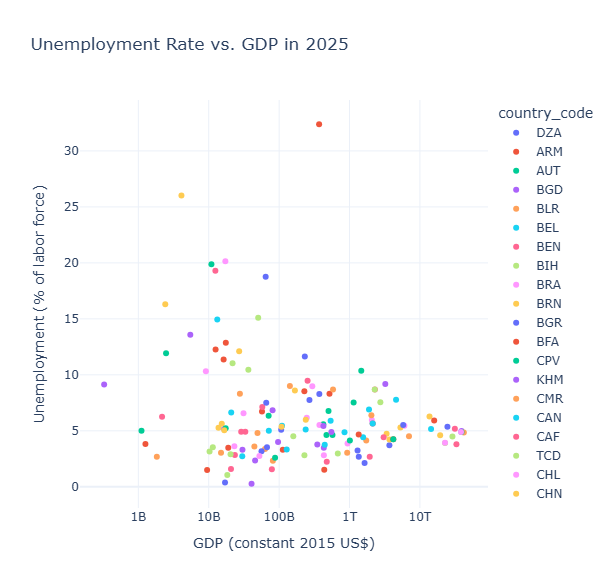 Unemployment Rate vs. GDP in 2025
country_code
DZA
ARM
AUT
BGD
BLR
BEL
BEN
BIH
BRA
BRN
BGR
BFA
CPV
KHM
CMR
CAN
CAF
TCD
CHL
CHN
Unemployment (% of labor force)
30
25
20
15
10
5
0
1B
10B
100B
1T
10T
GDP (constant 2015 US$)